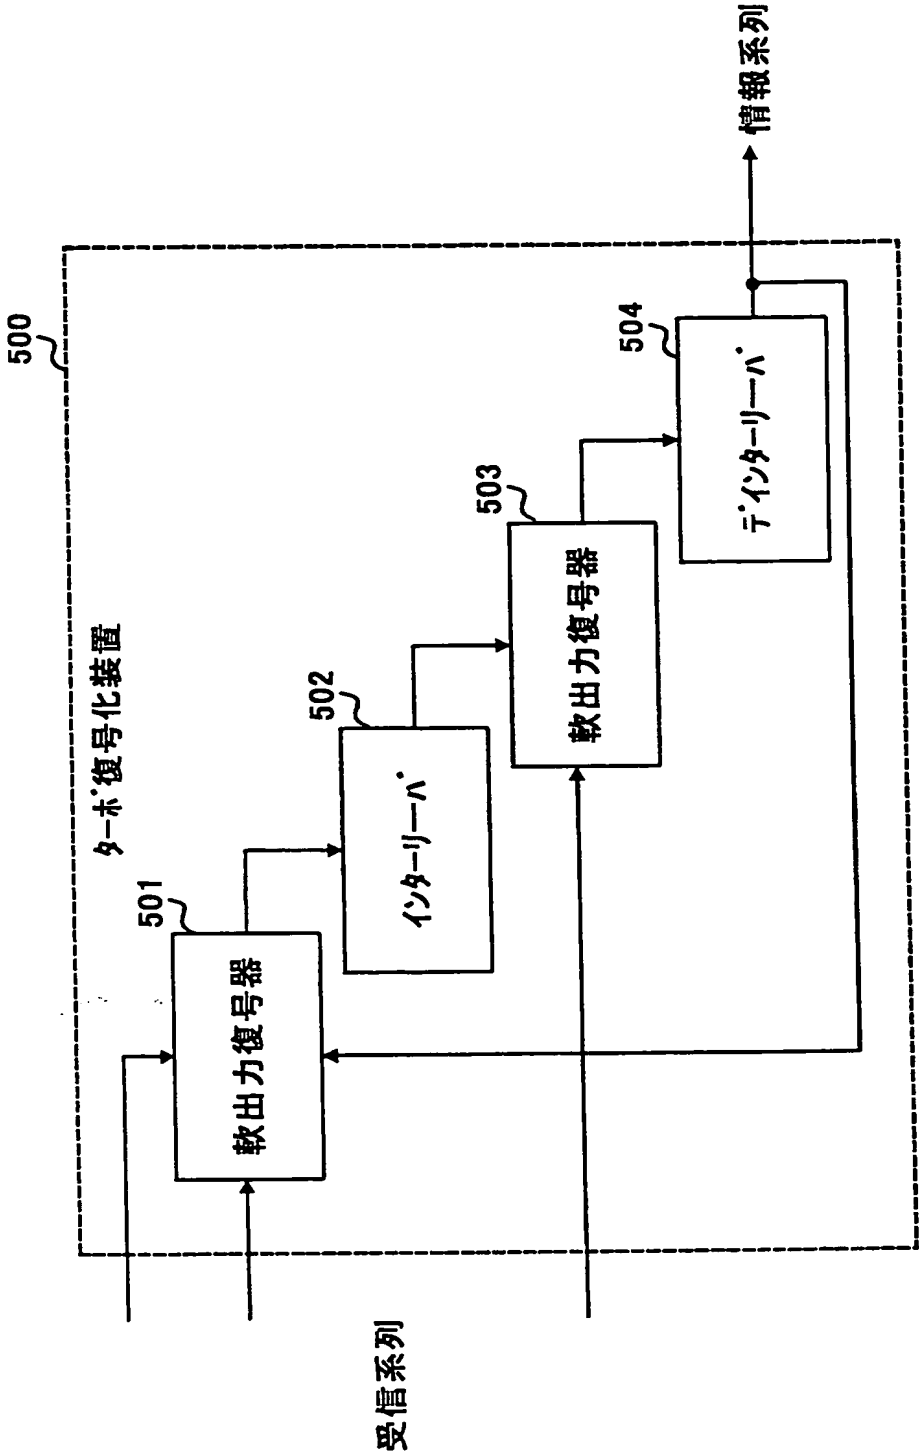 500
ターボ復号化装置
501
軟出力復号器
502
インターリーバ
503
軟出力復号器
504
デインターリーバ
受信系列
情報系列